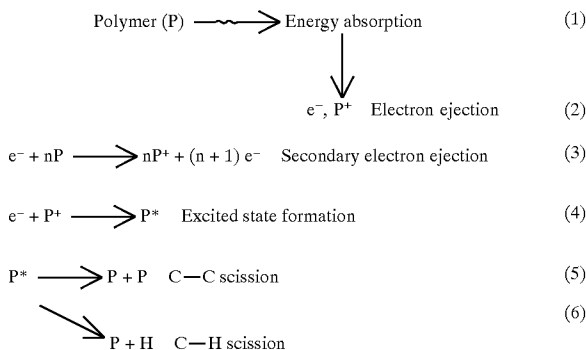 Polymer (P) Energy absorption (1)
e⁻, P⁺ Electron ejection (2)
e⁻ + nP nP⁺ + (n + 1) e⁻ Secondary electron ejection (3)
e⁻ + P⁺ P* Excited state formation (4)
P* P + P C—C scission (5)
(6)
P + H C—H scission